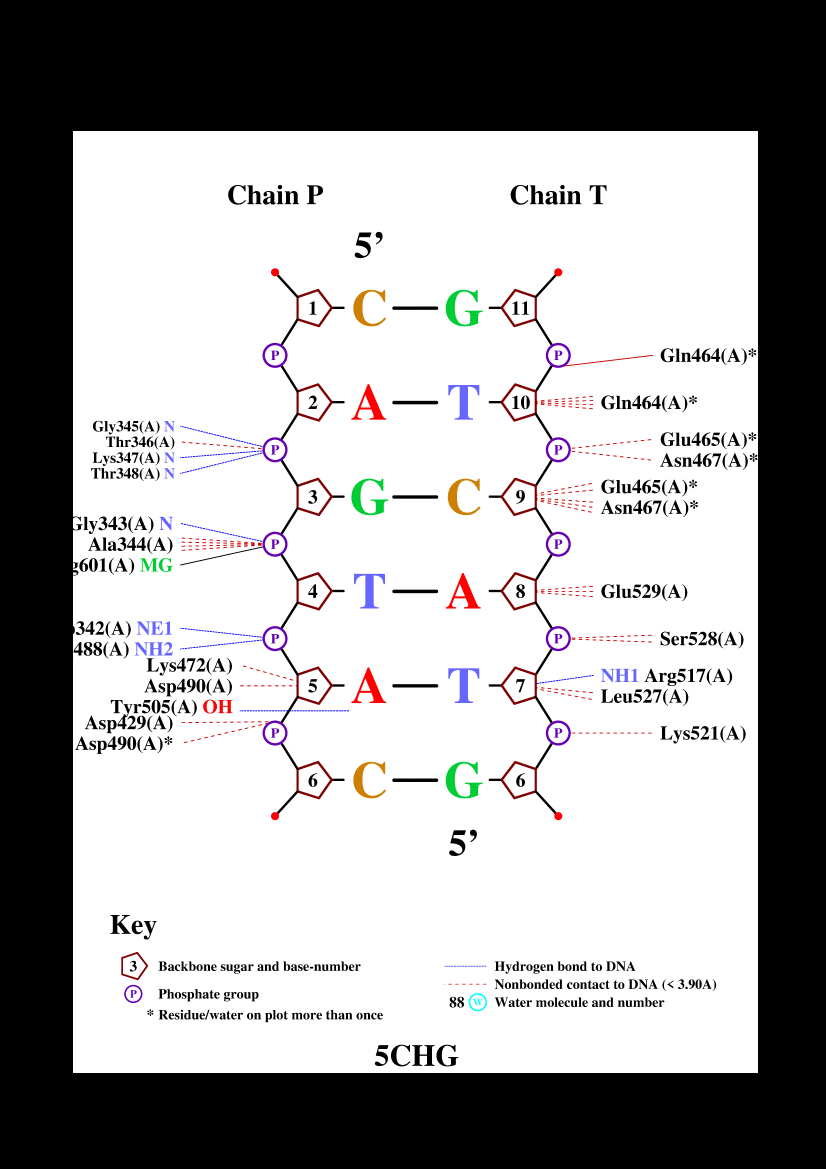 Chain P Chain T
5’
1 C G 11
P P Gln464(A)*
2 A T 10 Gln464(A)*
Gly345(A) N
Thr346(A)
Lys347(A) N
Thr348(A) N
P P Glu465(A)*
Asn467(A)*
3 G C 9 Glu465(A)*
Asn467(A)*
Gly343(A) N
Ala344(A)
g601(A) MG
P P
4 T A 8 Glu529(A)
342(A) NE1
488(A) NH2
P P Ser528(A)
Lys472(A)
Asp490(A)
Tyr505(A) OH
5 A T 7 NH1 Arg517(A)
Leu527(A)
Asp429(A)
Asp490(A)*
P P Lys521(A)
6 C G 6
5’
Key
3 Backbone sugar and base-number
P Phosphate group
* Residue/water on plot more than once
Hydrogen bond to DNA
Nonbonded contact to DNA (< 3.90A)
88 W Water molecule and number
5CHG